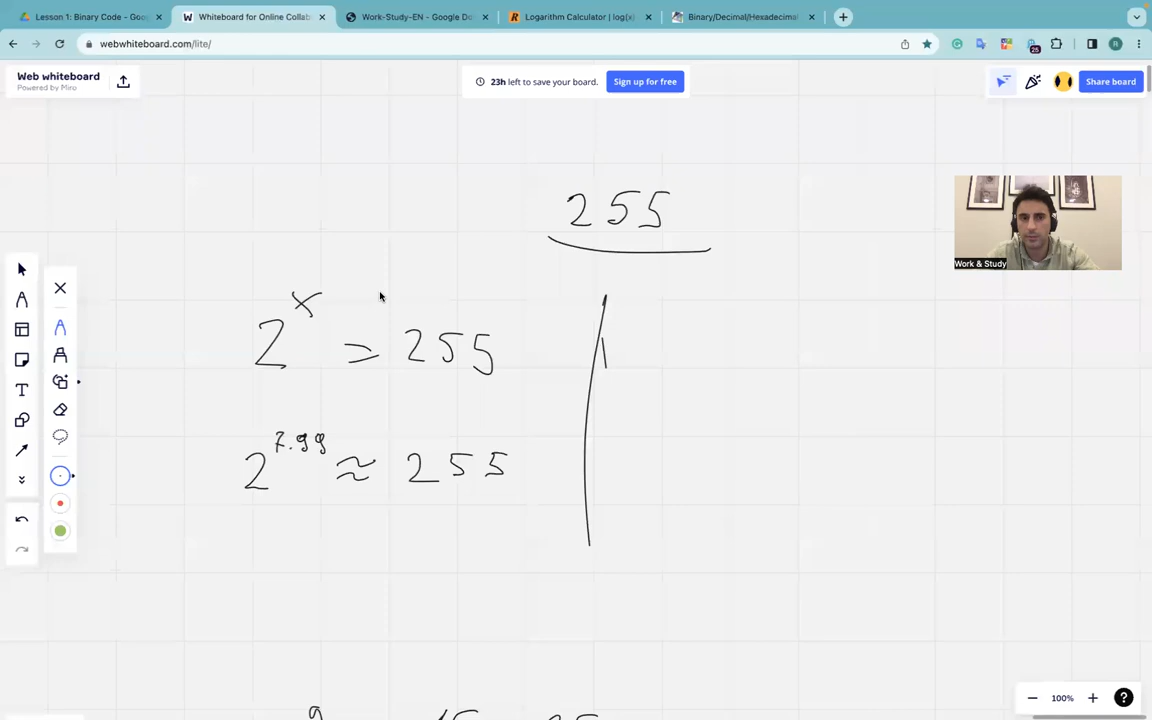 Lesson 1: Binary Code - Goo
Whiteboard for Online Collab
Work-Study-EN - Google Do
Logarithm Calculator | log(x)
Binary/Decimal/Hexadecimal
webwhiteboard.com/lite/
25
R
Web whiteboard
Powered by Miro
23h left to save your board.
Sign up for free
Share board
255
Work & Study
2^x = 255
2^7.99 ≈ 255
100%